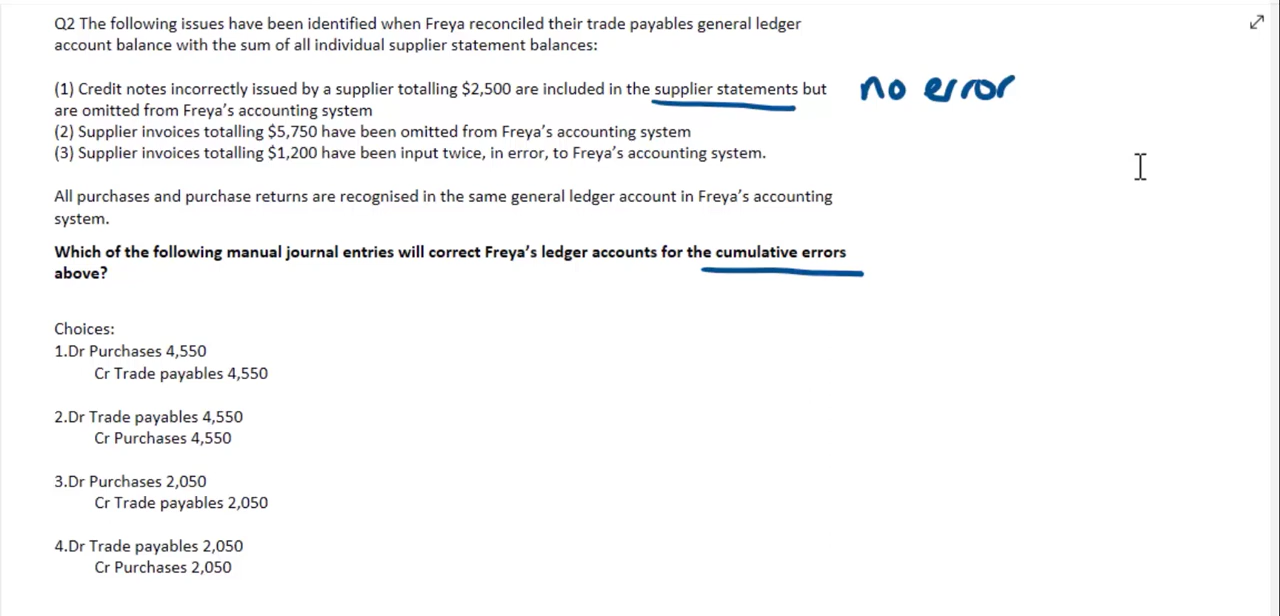 Q2 The following issues have been identified when Freya reconciled their trade payables general ledger
account balance with the sum of all individual supplier statement balances:
(1) Credit notes incorrectly issued by a supplier totalling $2,500 are included in the supplier statements but
no error
are omitted from Freya's accounting system
(2) Supplier invoices totalling $5,750 have been omitted from Freya's accounting system
(3) Supplier invoices totalling $1,200 have been input twice, in error, to Freya's accounting system.
All purchases and purchase returns are recognised in the same general ledger account in Freya's accounting
system.
Which of the following manual journal entries will correct Freya's ledger accounts for the cumulative errors
above?
Choices:
1.Dr Purchases 4,550
Cr Trade payables 4,550
2.Dr Trade payables 4,550
Cr Purchases 4,550
3.Dr Purchases 2,050
Cr Trade payables 2,050
4.Dr Trade payables 2,050
Cr Purchases 2,050